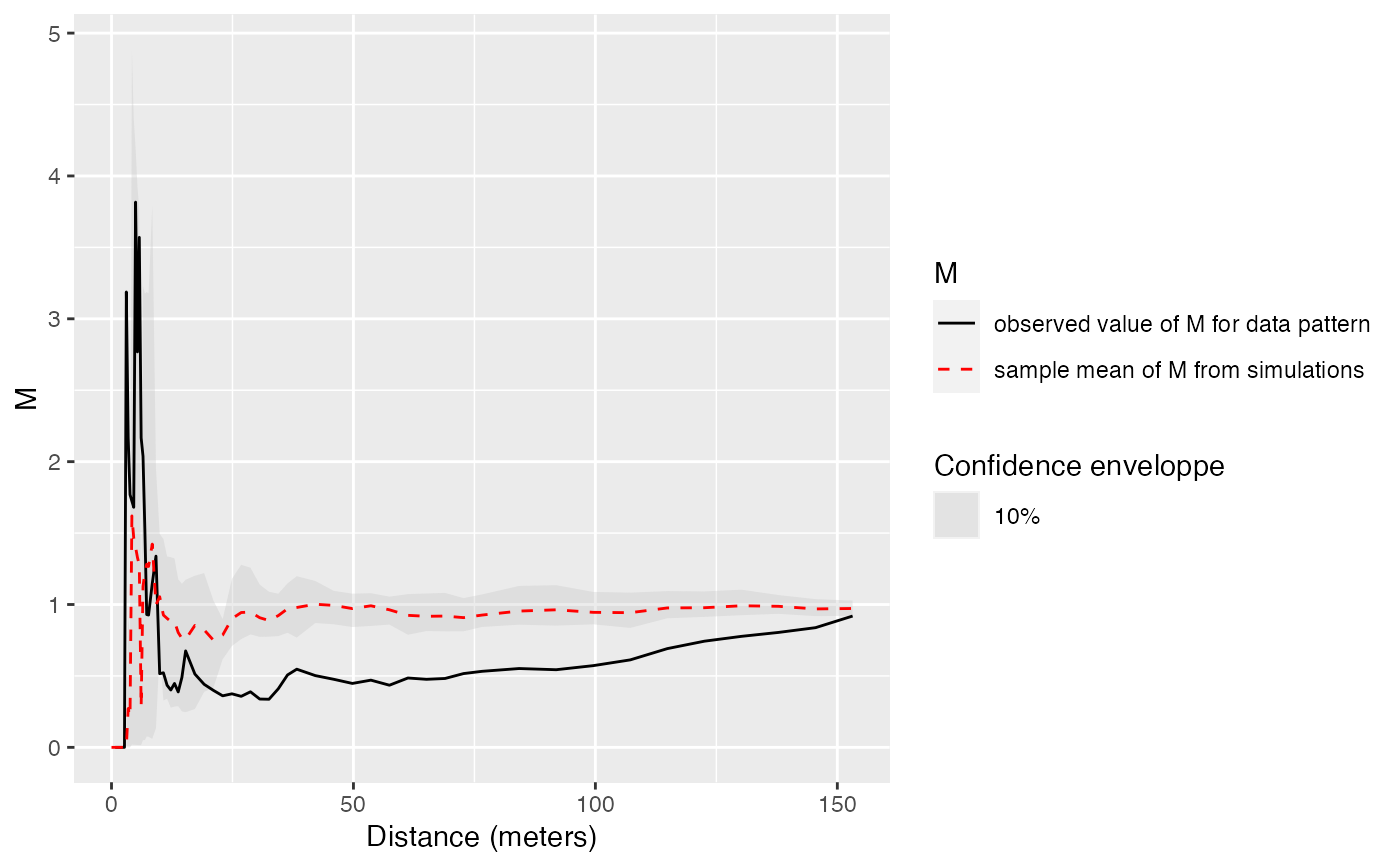 5
4
3
2
1
0
M
0 50 100 150
Distance (meters)
M
observed value of M for data pattern
sample mean of M from simulations
Confidence enveloppe
10%